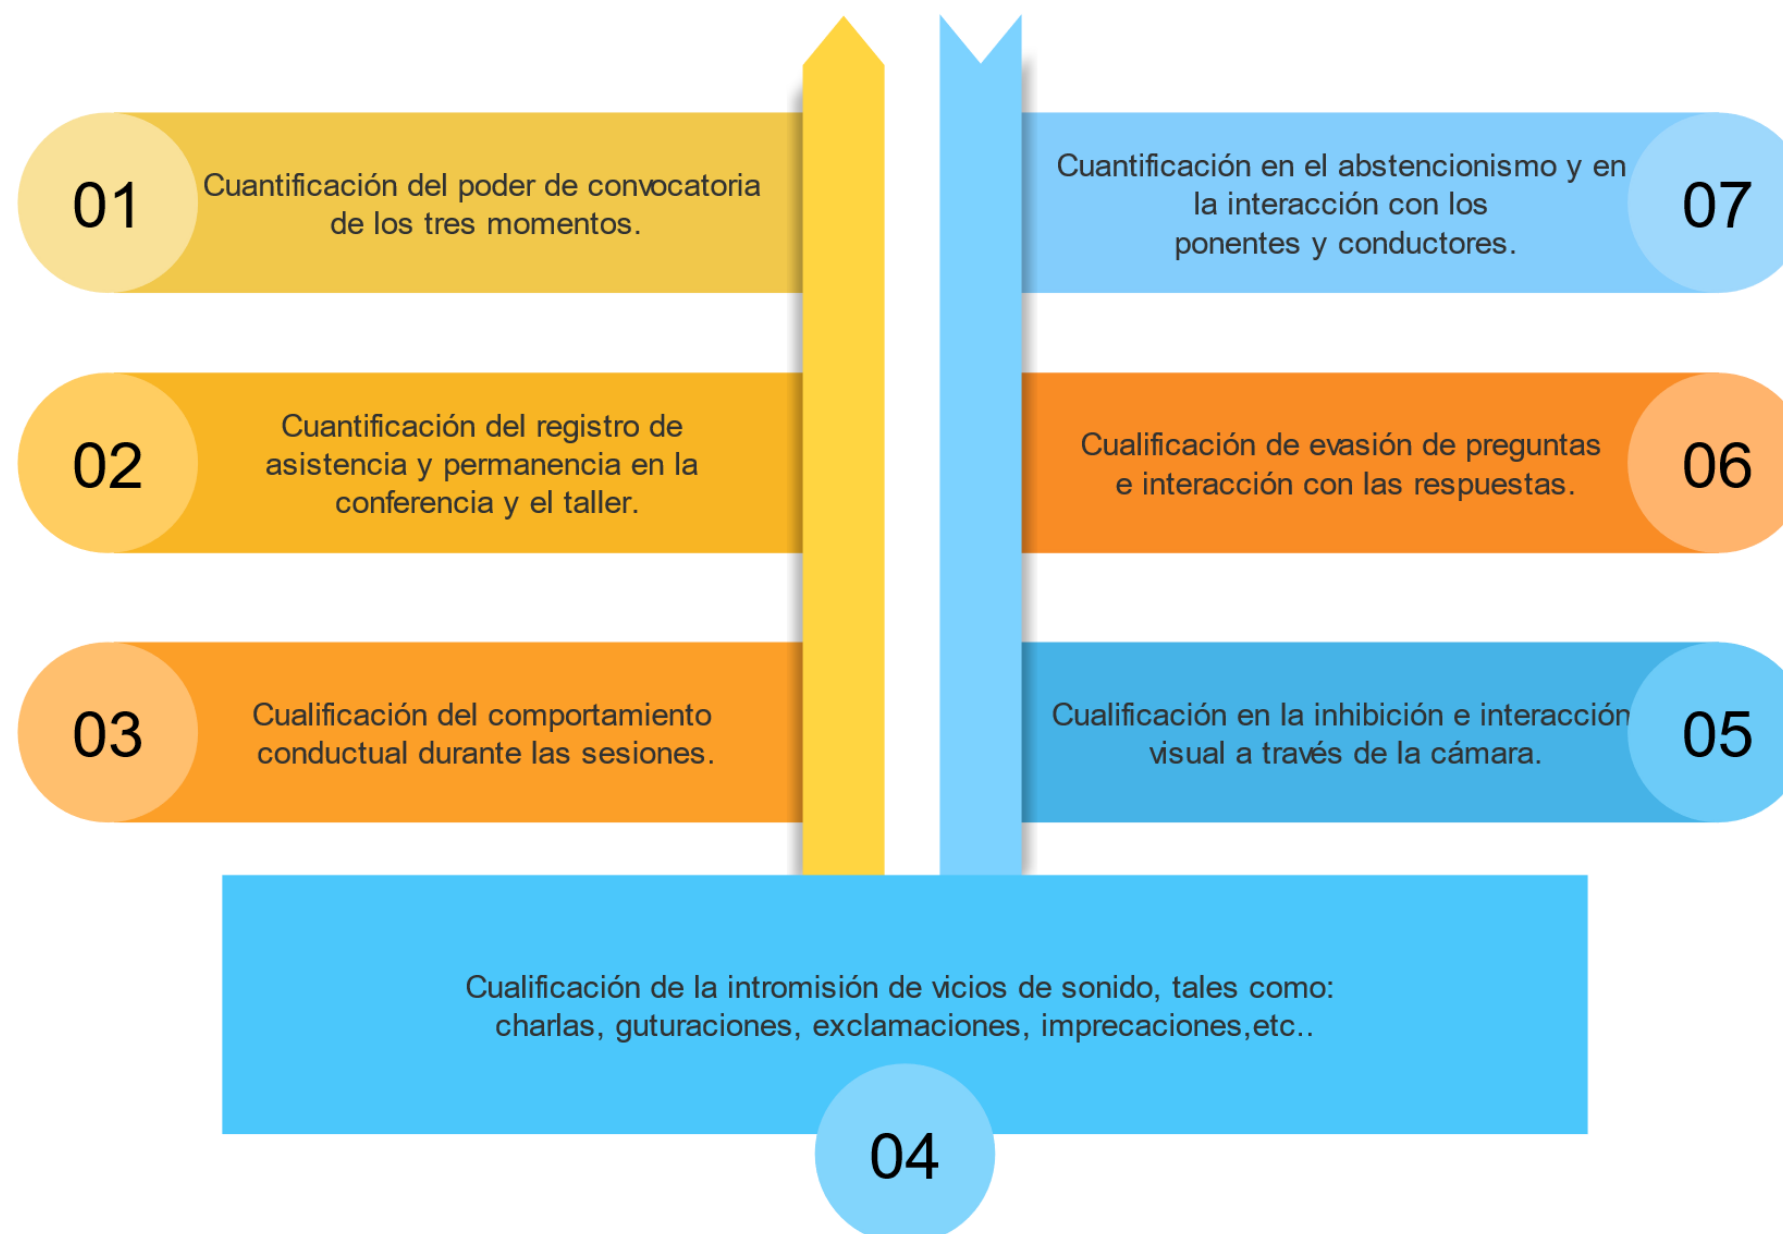 01
Cuantificación del poder de convocatoria
de los tres momentos.
02
Cuantificación del registro de
asistencia y permanencia en la
conferencia y el taller.
03
Cualificación del comportamiento
conductual durante las sesiones.
Cualificación de la intromisión de vicios de sonido, tales como:
charlas, guturaciones, exclamaciones, imprecaciones,etc..
04
Cualificación en la inhibición e interacción
visual a través de la cámara.
05
Cualificación de evasión de preguntas
e interacción con las respuestas.
06
Cuantificación en el abstencionismo y en
la interacción con los
ponentes y conductores.
07